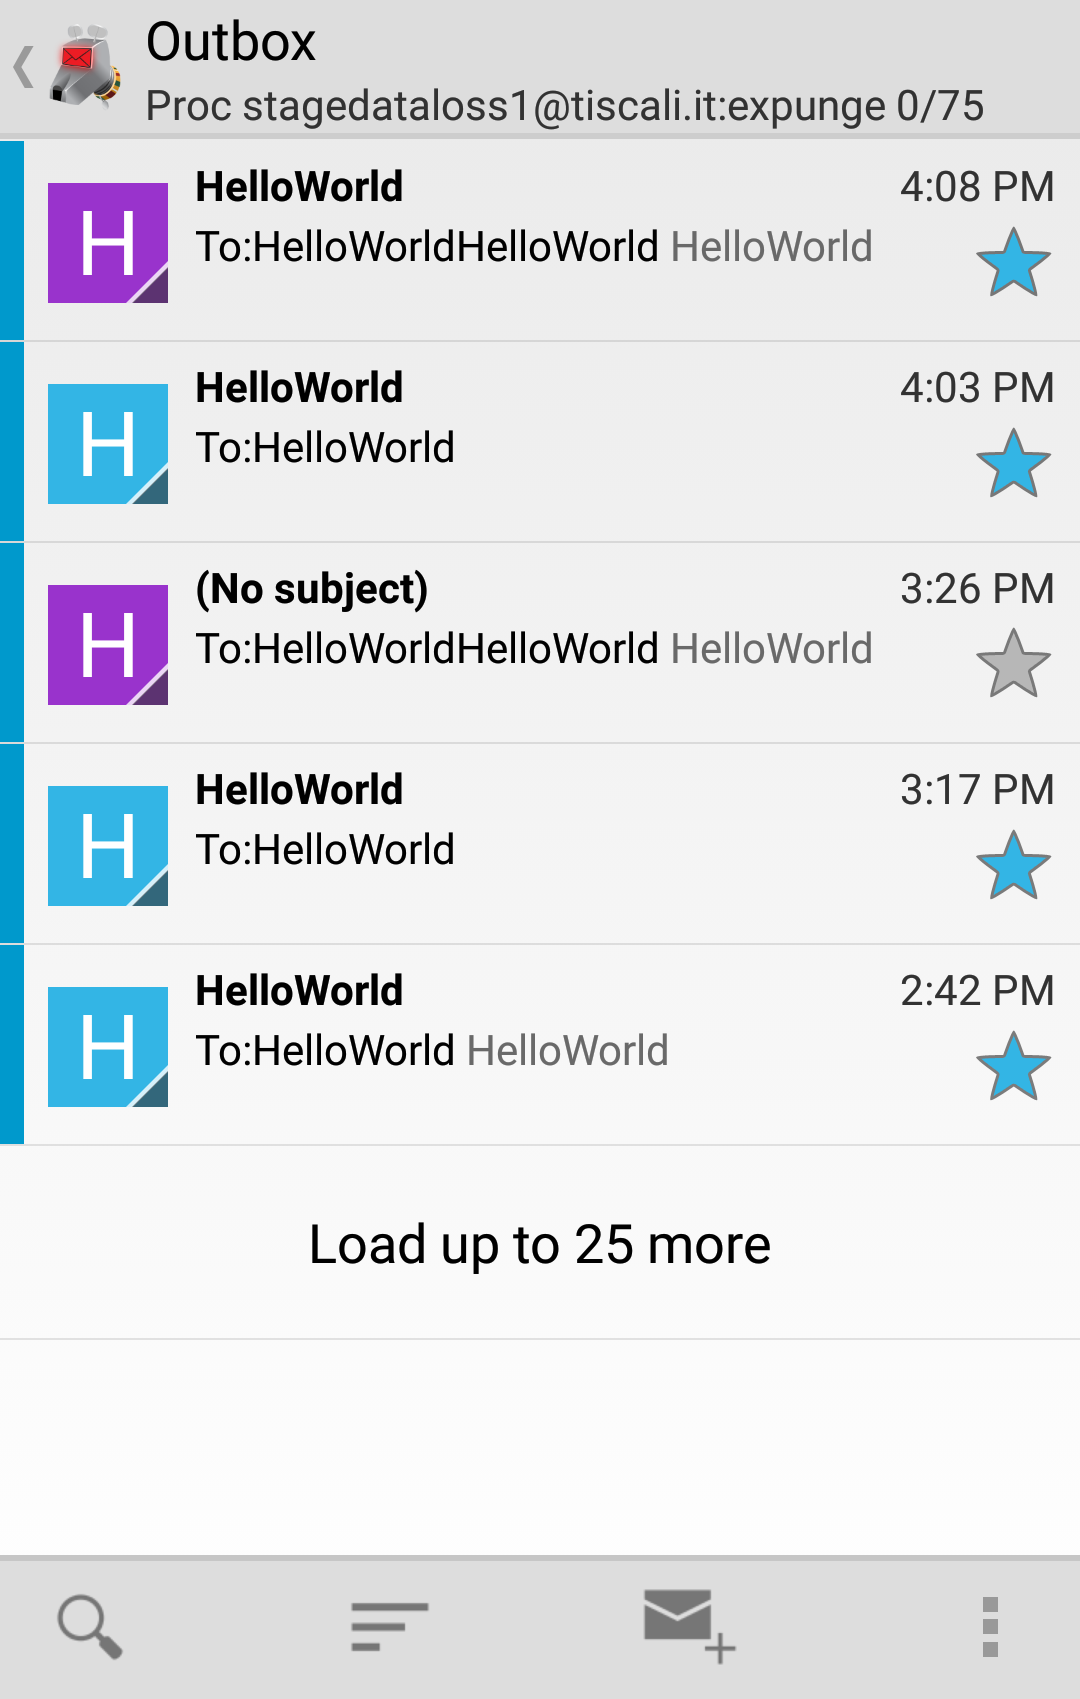 Outbox
Proc stagedataloss1@tiscali.it:expunge 0/75
HelloWorld 4:08 PM
H
To:HelloWorldHelloWorld HelloWorld
HelloWorld 4:03 PM
H
To:HelloWorld
(No subject) 3:26 PM
H
To:HelloWorldHelloWorld HelloWorld
HelloWorld 3:17 PM
H
To:HelloWorld
HelloWorld 2:42 PM
H
To:HelloWorld HelloWorld
Load up to 25 more